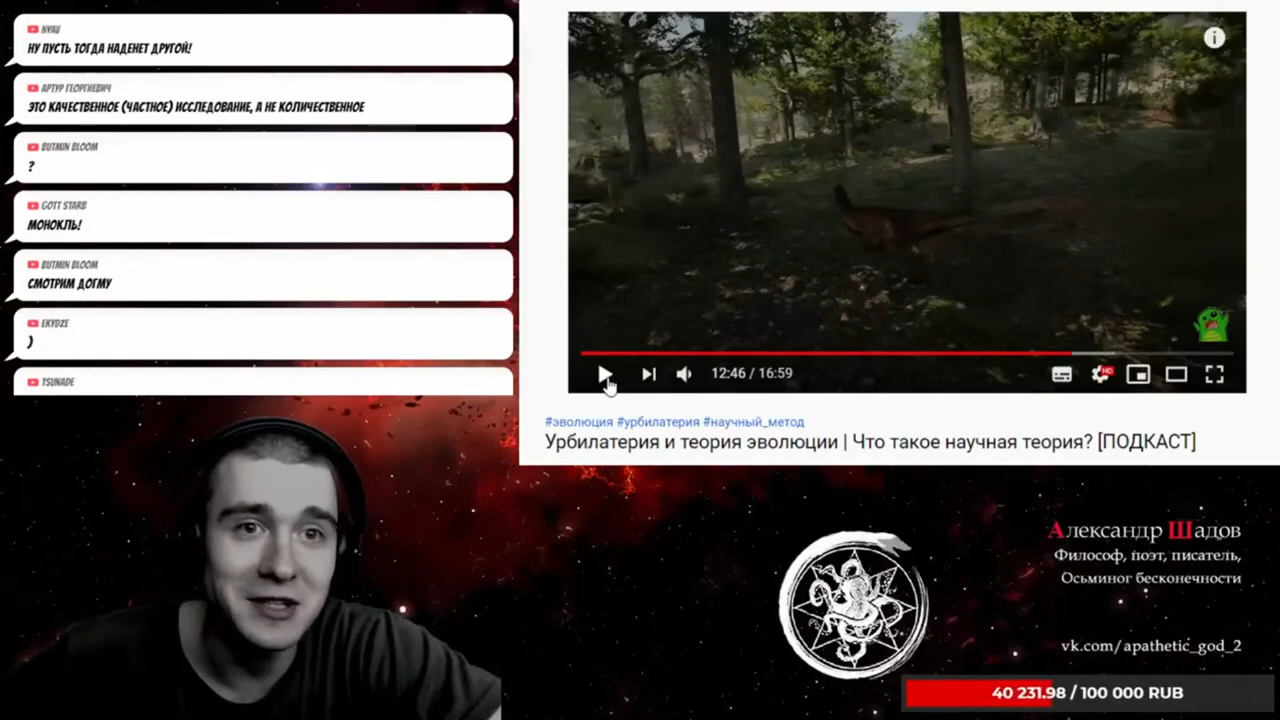 NYAV
НУ ПУСТЬ ТОГДА НАДЕНЕТ ДРУГОЙ!
АРТУР ГЕОРГИЕВИЧ
ЭТО КАЧЕСТВЕННОЕ (ЧАСТНОЕ) ИССЛЕДОВАНИЕ, А НЕ КОЛИЧЕСТВЕННОЕ
BUTMIN BLOOM
?
GOTT STARB
МОНОКЛЬ!
BUTMIN BLOOM
СМОТРИМ ДОГМУ
EKYDZE
)
TSUNADE
12:46 / 16:59
HD
#эволюция #урбилатерия #научный_метод
Урбилатерия и теория эволюции | Что такое научная теория? [ПОДКАСТ]
Александр Шадов
Философ, поэт, писатель,
Осьминог бесконечности
vk.com/apathetic_god_2
40 231.98 / 100 000 RUB